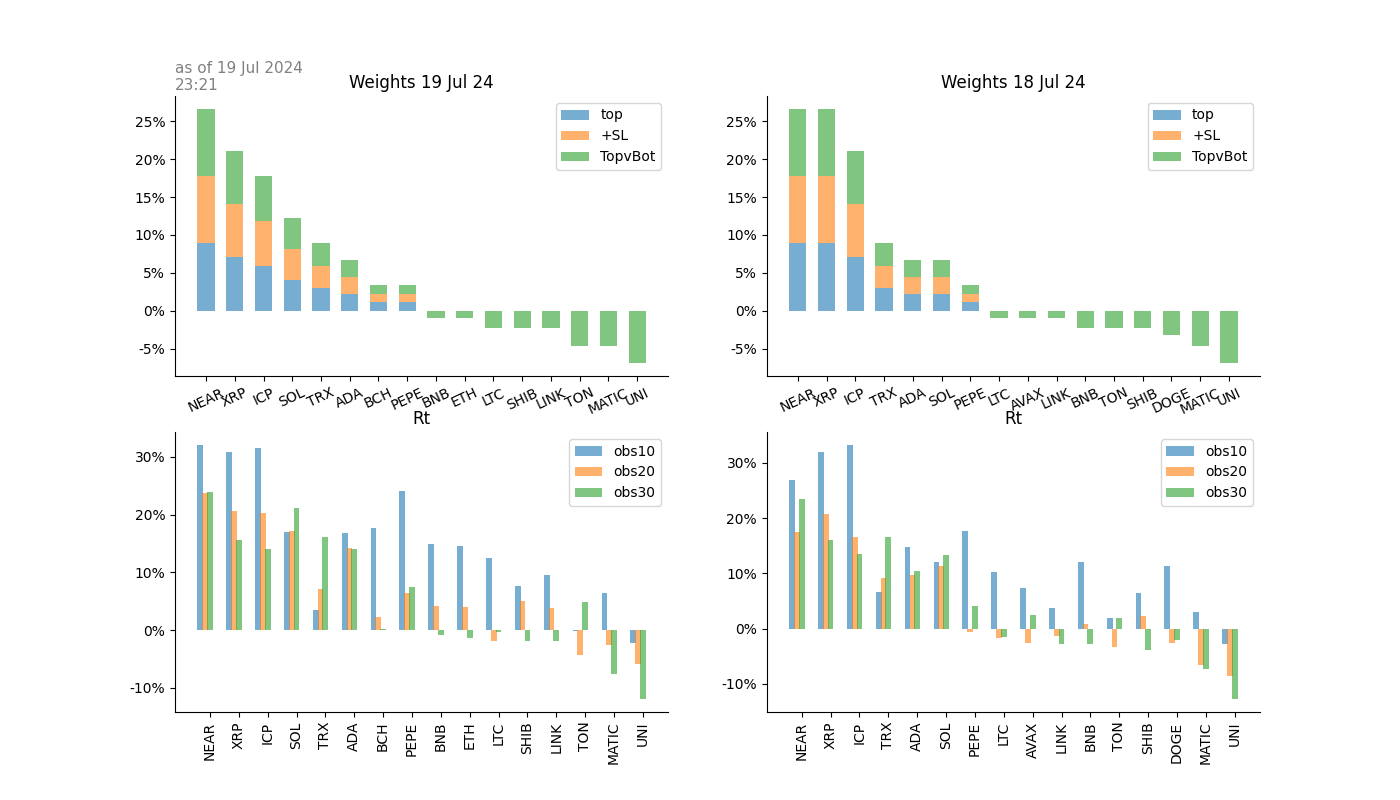 as of 19 Jul 2024
23:21
Weights 19 Jul 24
25%
20%
15%
10%
5%
0%
-5%
top
+SL
TopvBot
NEAR XRP ICP SOL TRX ADA BCH PEPE BNB ETH LTC SHIB LINK TON MATIC UNI
Weights 18 Jul 24
25%
20%
15%
10%
5%
0%
-5%
top
+SL
TopvBot
NEAR XRP ICP TRX ADA SOL PEPE LTC AVAX LINK BNB TON SHIB DOGE MATIC UNI
Rt
30%
20%
10%
0%
-10%
obs10
obs20
obs30
NEAR XRP ICP SOL TRX ADA BCH PEPE BNB ETH LTC SHIB LINK TON MATIC UNI
Rt
30%
20%
10%
0%
-10%
obs10
obs20
obs30
NEAR XRP ICP TRX ADA SOL PEPE LTC AVAX LINK BNB TON SHIB DOGE MATIC UNI